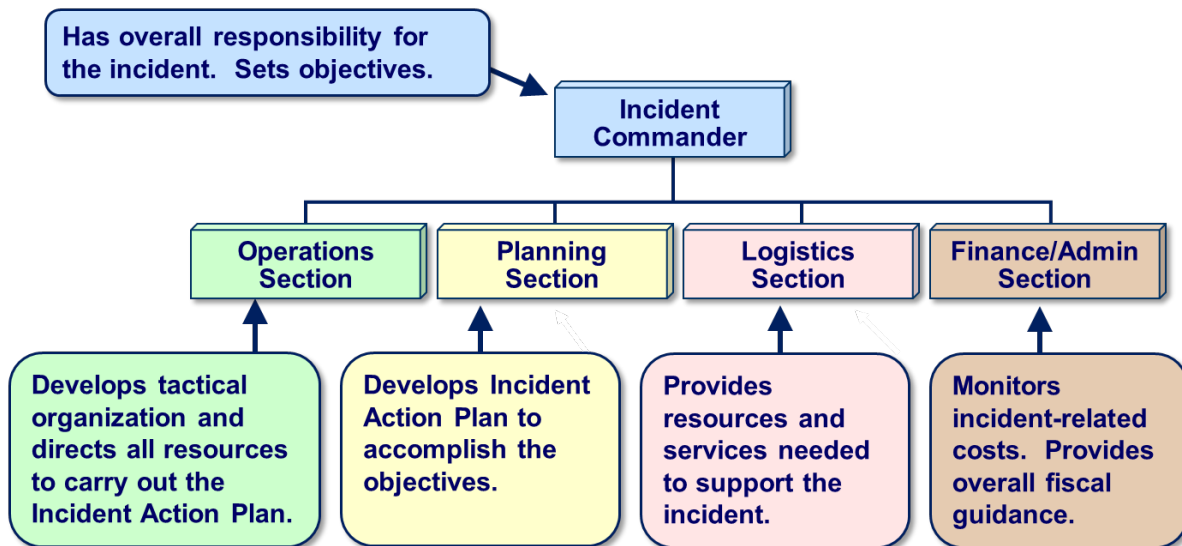 Has overall responsibility for
the incident.  Sets objectives.
Incident
Commander
Operations
Section
Planning
Section
Logistics
Section
Finance/Admin
Section
Develops tactical
organization and
directs all resources
to carry out the
Incident Action Plan.
Develops Incident
Action Plan to
accomplish the
objectives.
Provides
resources and
services needed
to support the
incident.
Monitors
incident-related
costs.  Provides
overall fiscal
guidance.